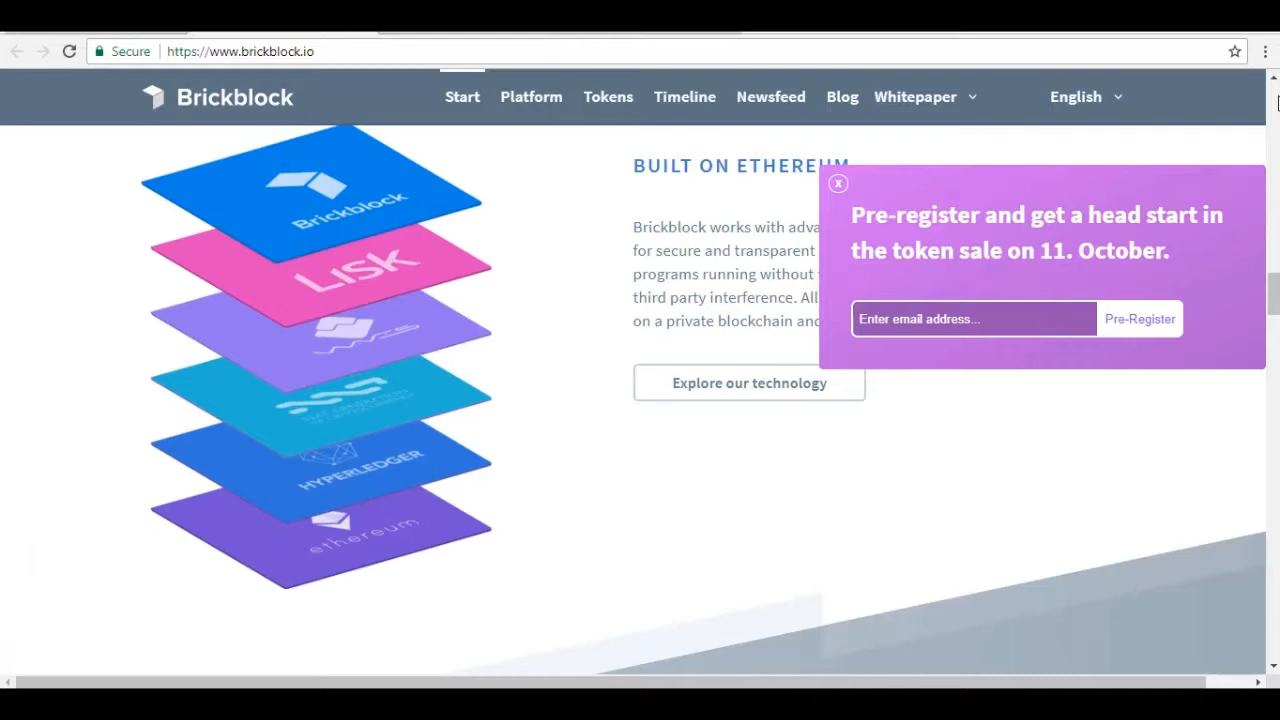 Secure https://www.brickblock.io
Brickblock Start Platform Tokens Timeline Newsfeed Blog Whitepaper English
BUILT ON ETHEREUM
Brickblock works with
for secure and transparent
programs running without
third party interference. All
on a private blockchain and
Explore our technology
x
Pre-register and get a head start in
the token sale on 11. October.
Enter email address... Pre-Register
Brickblock
LISK
HYPERLEDGER
ethereum